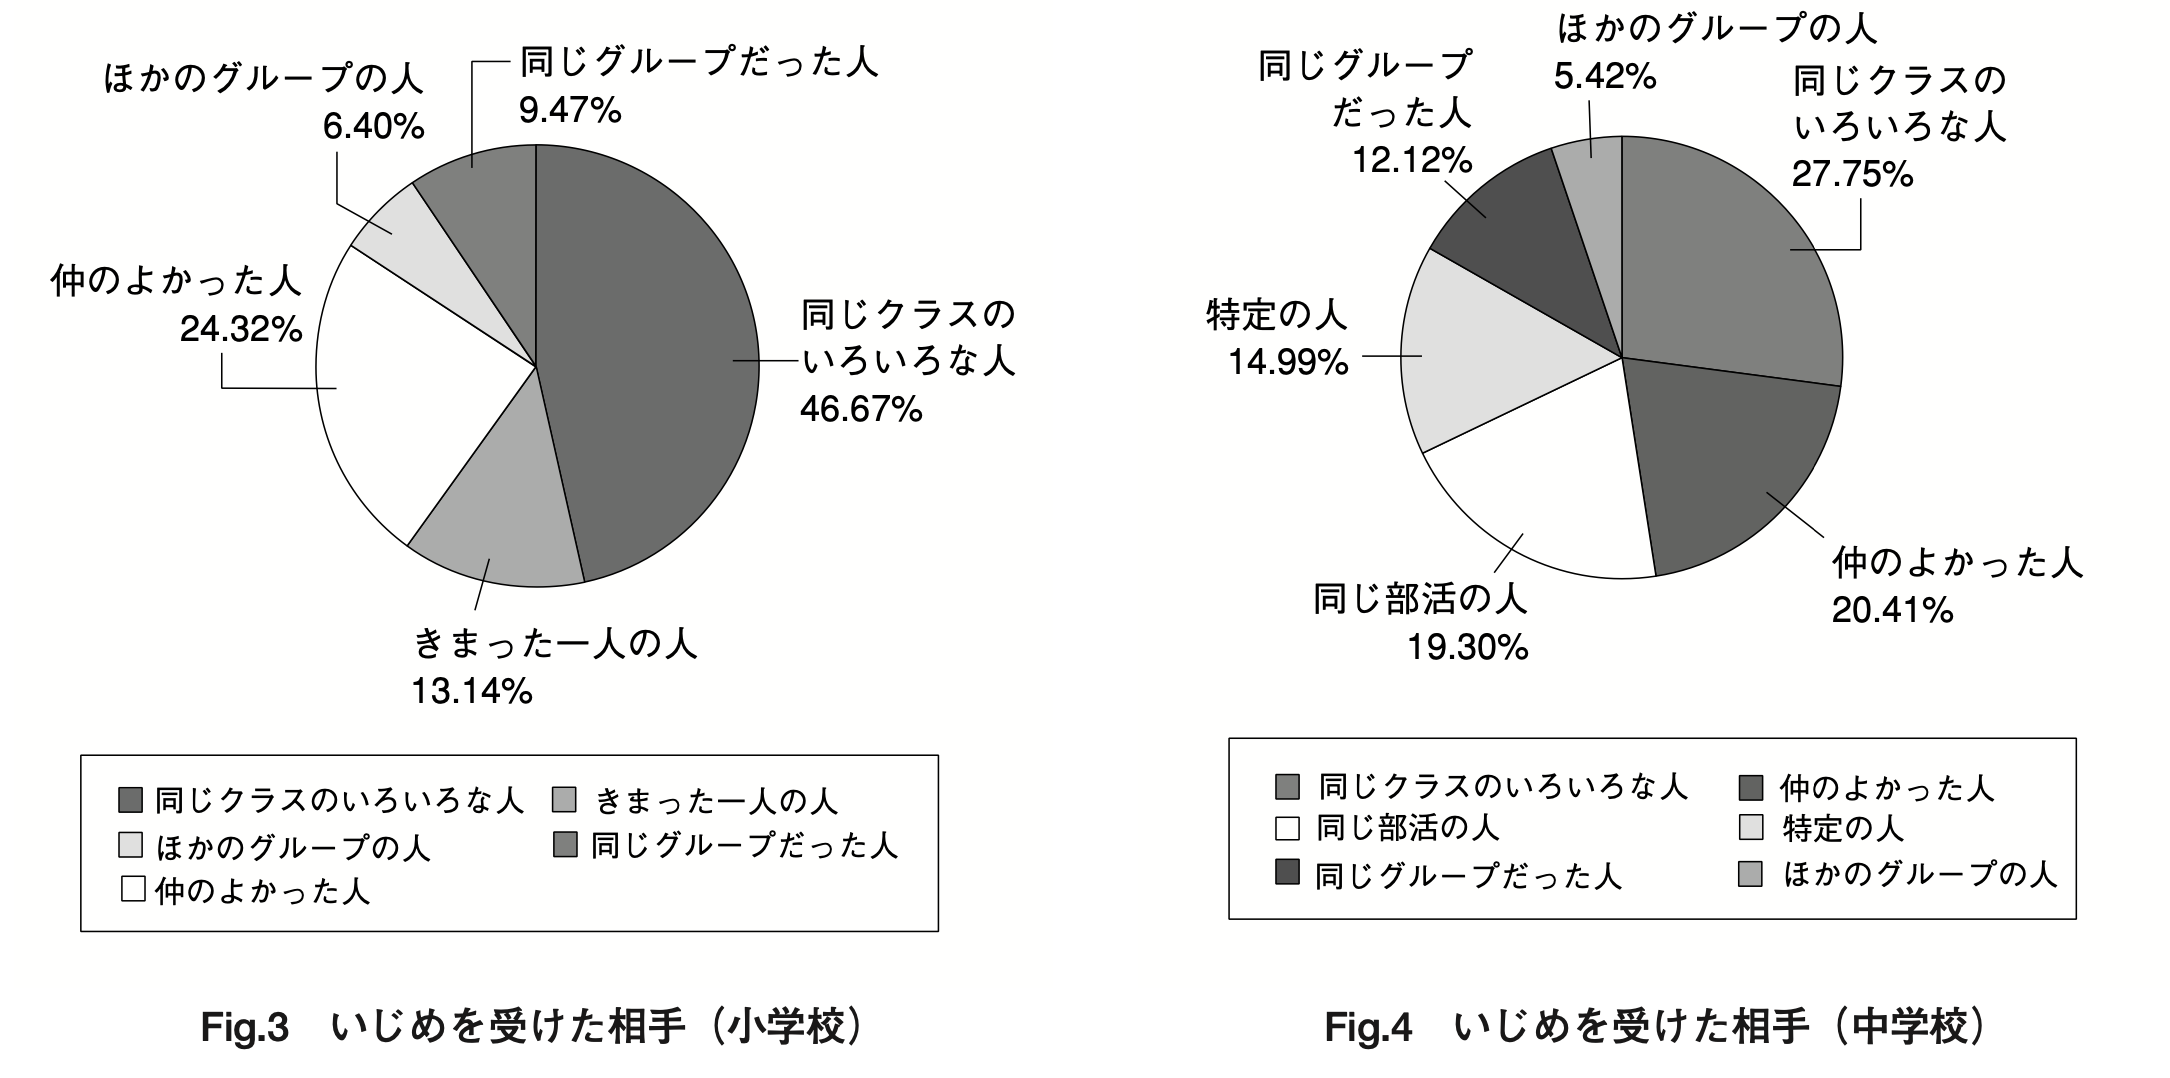 同じグループだった人
9.47%
ほかのグループの人
6.40%
仲のよかった人
24.32%
同じクラスの
いろいろな人
46.67%
きまった一人の人
13.14%
同じクラスのいろいろな人
きまった一人の人
ほかのグループの人
同じグループだった人
仲のよかった人
Fig.3 いじめを受けた相手（小学校）
ほかのグループの人
5.42%
同じグループ
だった人
12.12%
同じクラスの
いろいろな人
27.75%
特定の人
14.99%
仲のよかった人
20.41%
同じ部活の人
19.30%
同じクラスのいろいろな人
仲のよかった人
同じ部活の人
特定の人
同じグループだった人
ほかのグループの人
Fig.4 いじめを受けた相手（中学校）